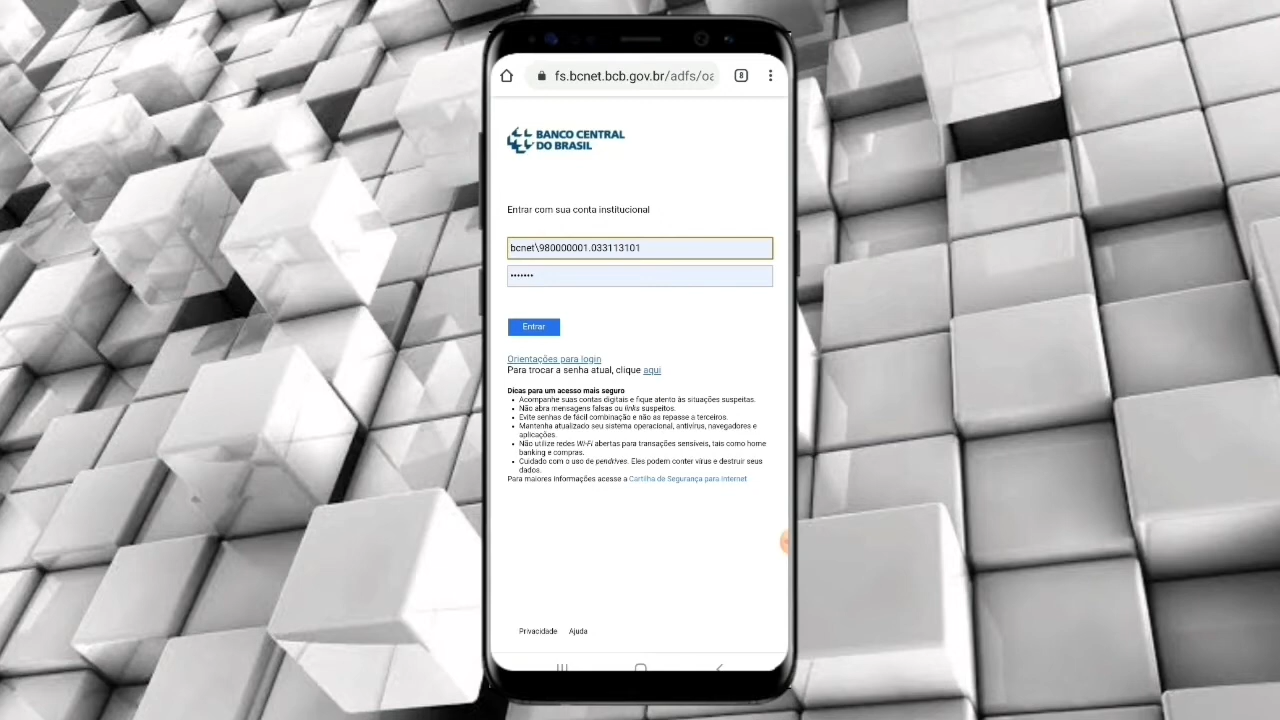 fs.bcnet.bcb.gov.br/adfs/oa
8
BANCO CENTRAL
DO BRASIL
Entrar com sua conta institucional
bcnet\980000001.033113101
•••••••
Entrar
Orientações para login
Para trocar a senha atual, clique aqui
Dicas para um acesso mais seguro
• Acompanhe suas contas digitais e fique atento às situações suspeitas.
• Não abra mensagens falsas ou links suspeitos.
• Evite senhas de fácil combinação e não as repasse a terceiros.
• Mantenha atualizado seu sistema operacional, antivírus, navegadores e
aplicações.
• Não utilize redes Wi-Fi abertas para transações sensíveis, tais como home
banking e compras.
• Cuidado com o uso de pendrives. Eles podem conter vírus e destruir seus
dados.
Para maiores informações acesse a Cartilha de Segurança para Internet
Privacidade Ajuda